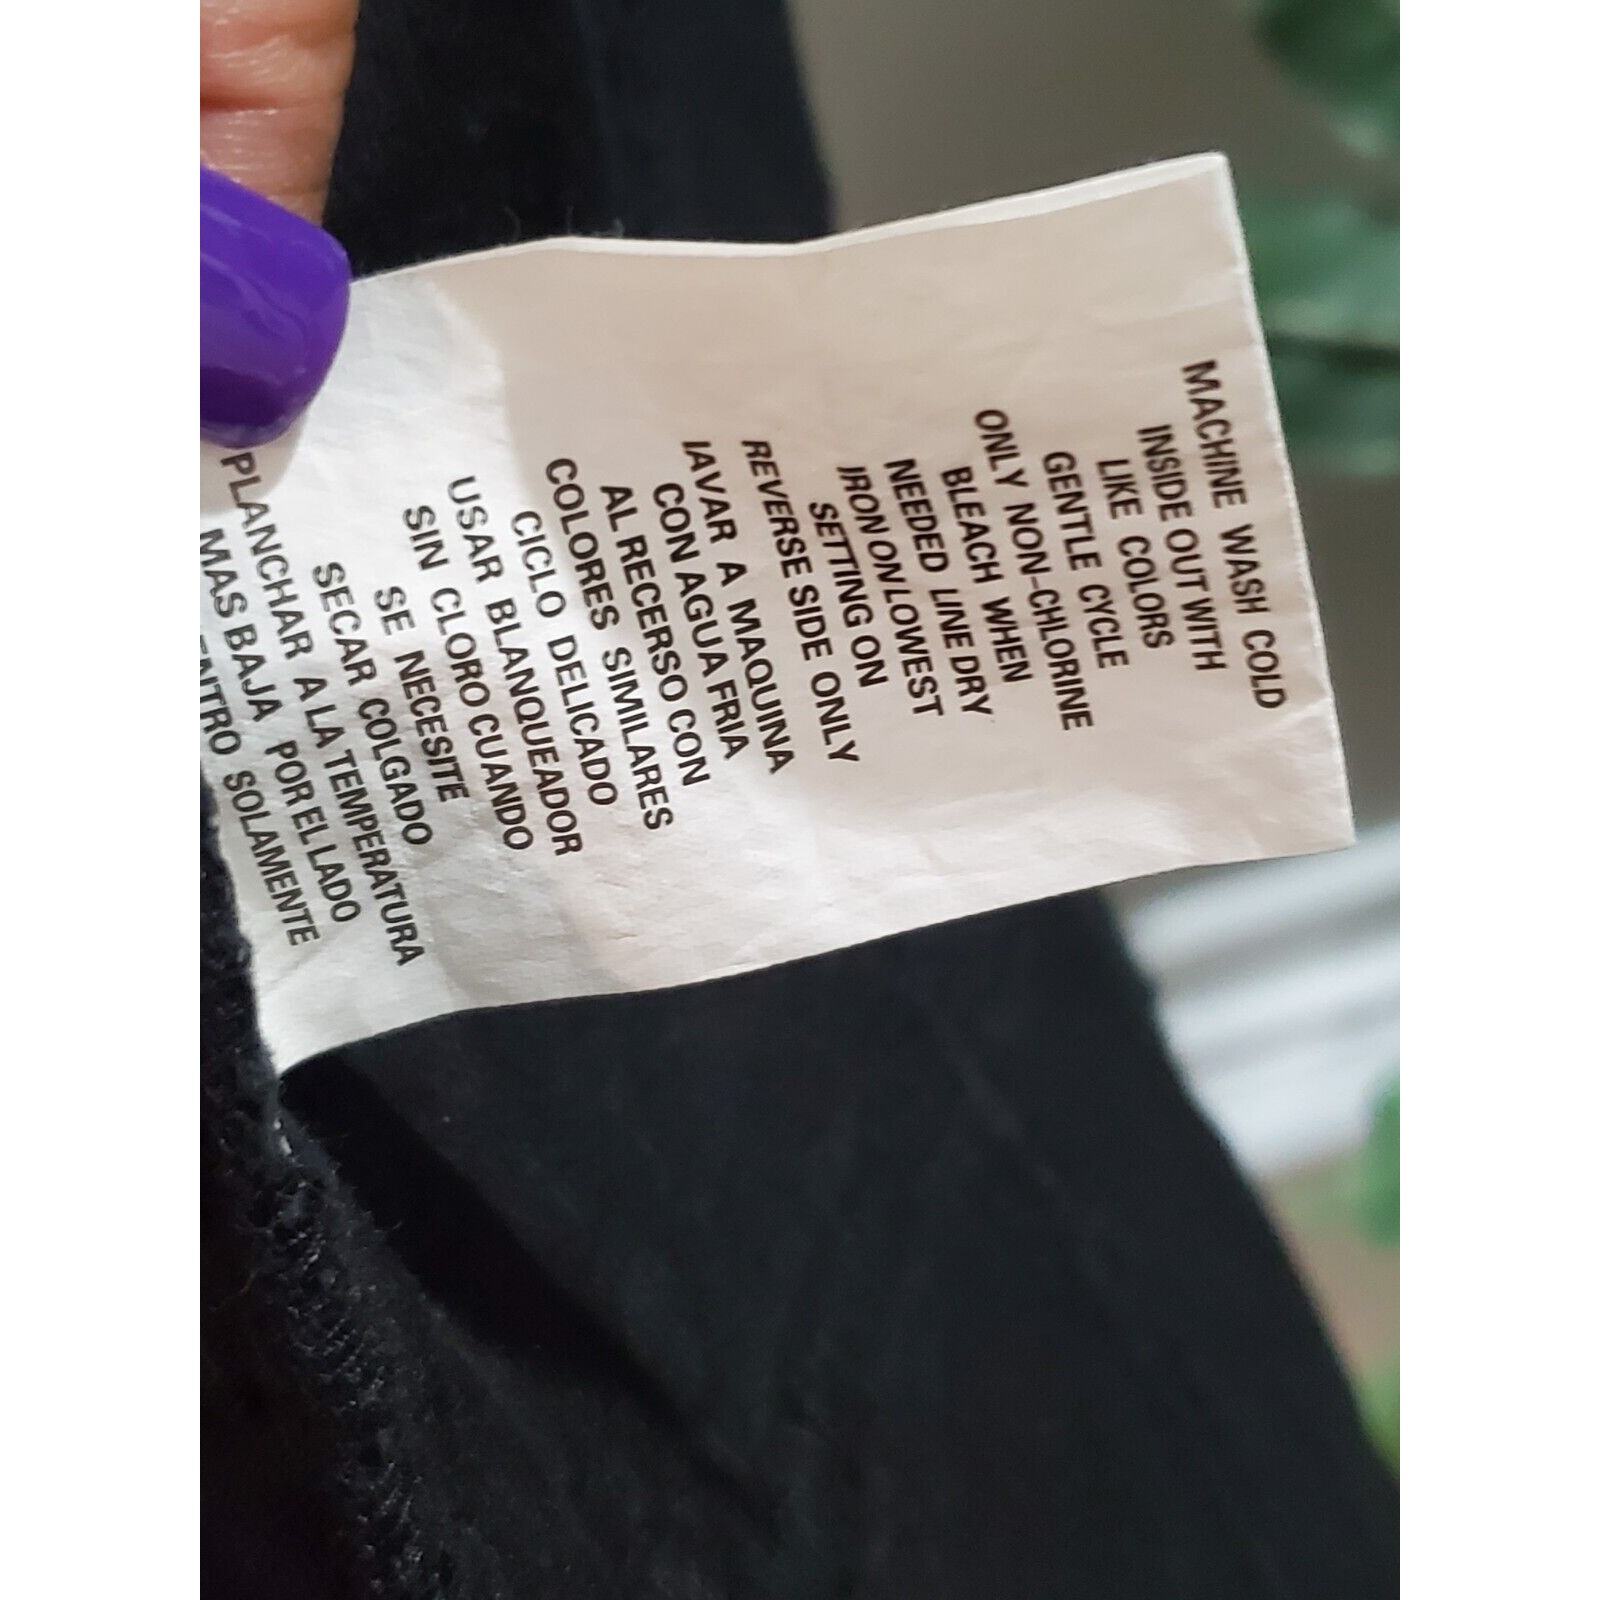 MACHINE WASH COLD
INSIDE OUT WITH
LIKE COLORS
GENTLE CYCLE
ONLY NON-CHLORINE
BLEACH WHEN
NEEDED LINE DRY
IRON ON LOWEST
SETTING ON
REVERSE SIDE ONLY
IAVAR A MAQUINA
CON AGUA FRIA
AL RECERSO CON
COLORES SIMILARES
CICLO DELICADO
USAR BLANQUEADOR
SIN CLORO CUANDO
SE NECESITE
SECAR COLGADO
PLANCHAR A LA TEMPERATURA
MAS BAJA POR EL LADO
SOLAMENTE